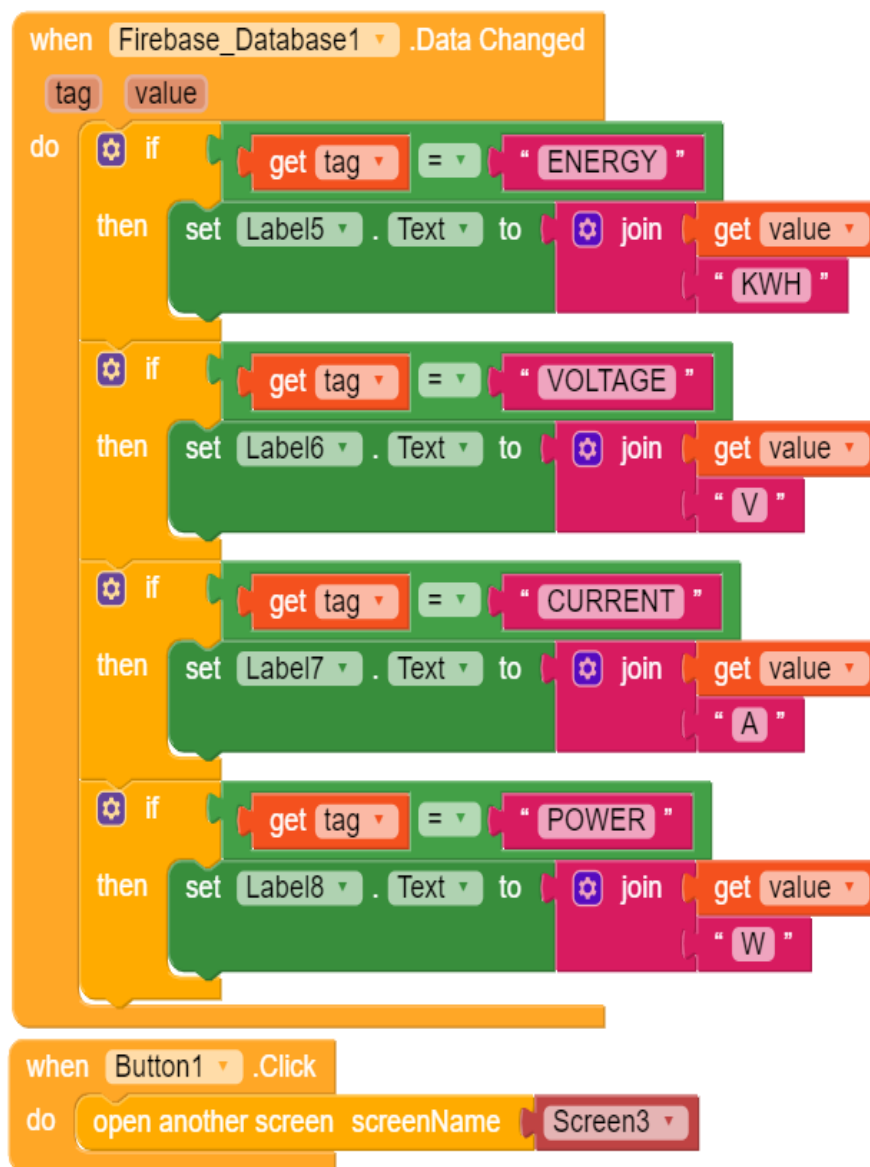 when Firebase_Database1 .Data Changed
tag value
do if get tag = “ ENERGY ”
then set Label5 . Text to join get value
“ KWH ”
if get tag = “ VOLTAGE ”
then set Label6 . Text to join get value
“ V ”
if get tag = “ CURRENT ”
then set Label7 . Text to join get value
“ A ”
if get tag = “ POWER ”
then set Label8 . Text to join get value
“ W ”
when Button1 .Click
do open another screen screenName Screen3